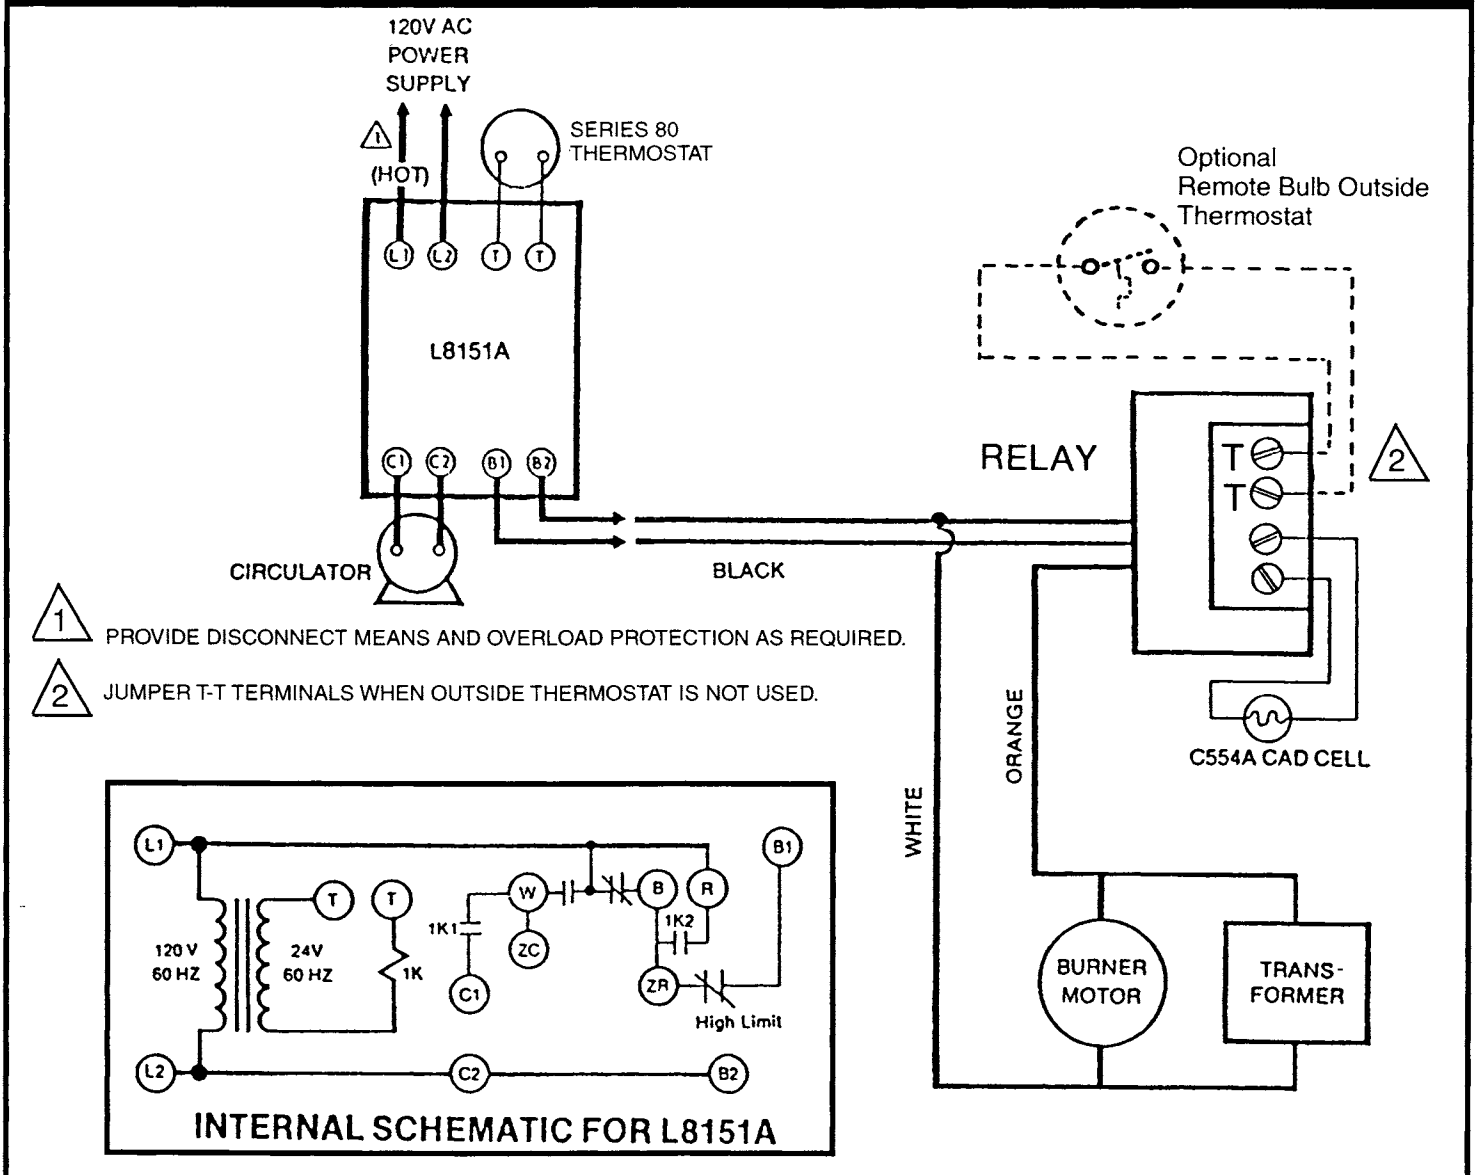 120V AC
POWER
SUPPLY
1
(HOT)
SERIES 80
THERMOSTAT
L1 L2 T T
L8151A
C1 C2 B1 B2
CIRCULATOR
BLACK
Optional
Remote Bulb Outside
Thermostat
RELAY
T
T
2
C554A CAD CELL
1 PROVIDE DISCONNECT MEANS AND OVERLOAD PROTECTION AS REQUIRED.
2 JUMPER T-T TERMINALS WHEN OUTSIDE THERMOSTAT IS NOT USED.
WHITE
ORANGE
BURNER
MOTOR
TRANS-
FORMER
L1
B1
T T W B R
1K1
1K2
120 V
60 HZ
24V
60 HZ
1K
ZC
C1
ZR
High Limit
L2 C2 B2
INTERNAL SCHEMATIC FOR L8151A